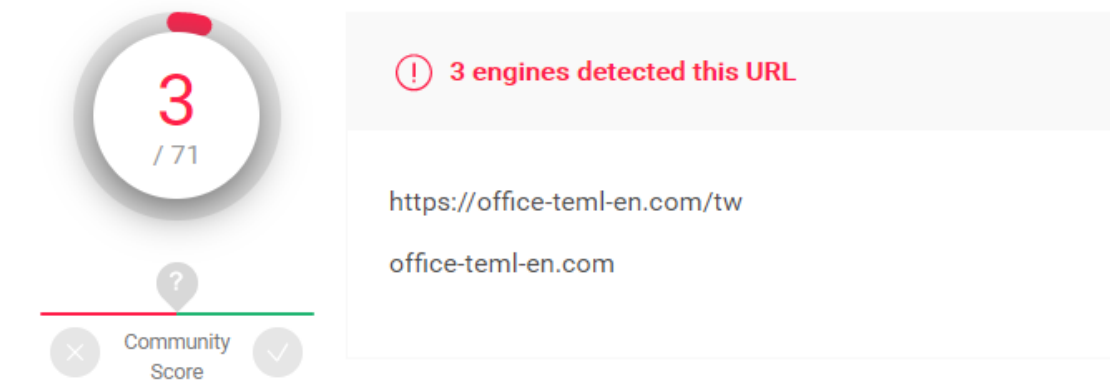 3
/ 71
?
Community
Score
3 engines detected this URL
https://office-teml-en.com/tw
office-teml-en.com